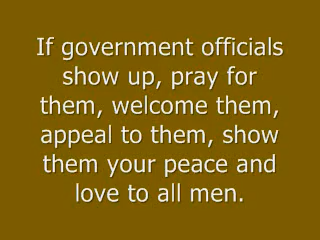 If government officials
show up, pray for
them, welcome them,
appeal to them, show
them your peace and
love to all men.